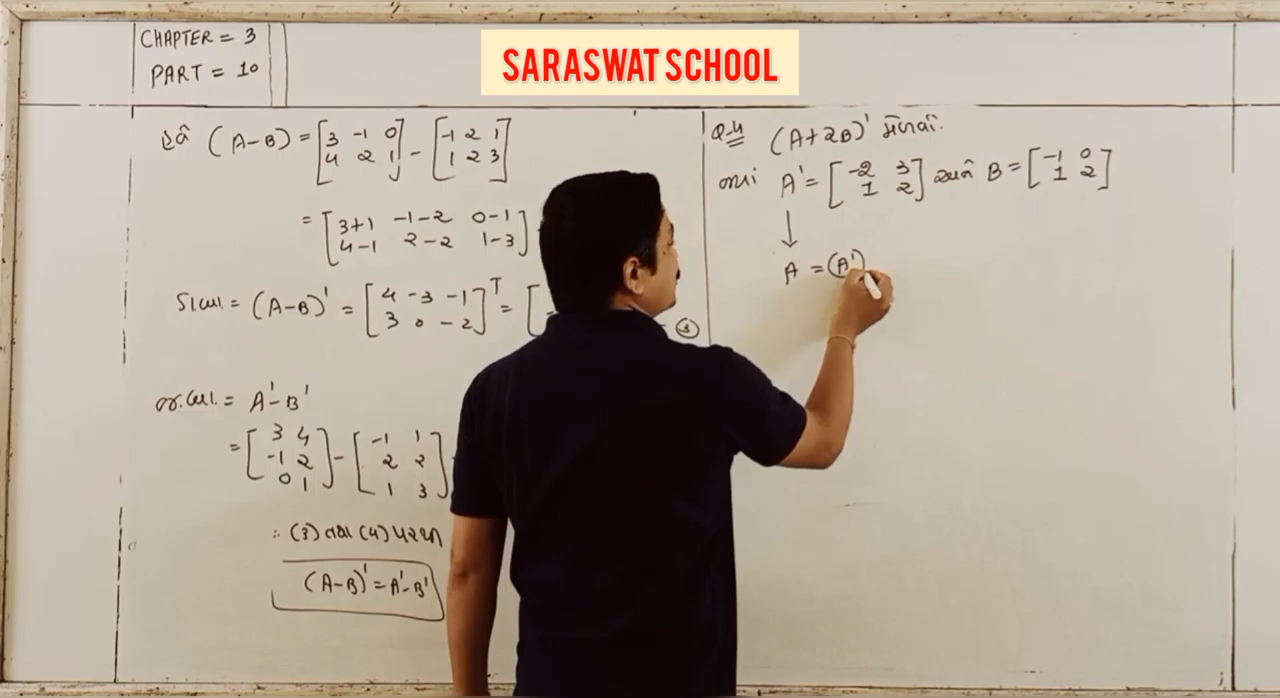 CHAPTER = 3
PART = 10
SARASWAT SCHOOL
હવે (A-B) = [3 -1 0] - [-1 2 1]
[4 2 1] [1 2 3]
= [3+1 -1-2 0-1]
[4-1 2-2 1-3]
ડા.બા. = (A-B)' = [4 -3 -1]ᵀ = [
[3 0 -2] - ③
જ.બા. = A'-B'
= [3 4] - [-1 1]
[-1 2] [2 2]
[0 1] [1 3]
∴ (3) તથા (4) પરથી
(A-B)' = A'-B'
Q-4 (A+2B)' મેળવો.
જ્યાં A' = [-2 3] અને B = [-1 0]
[1 2] [1 2]
↓
A = (A')